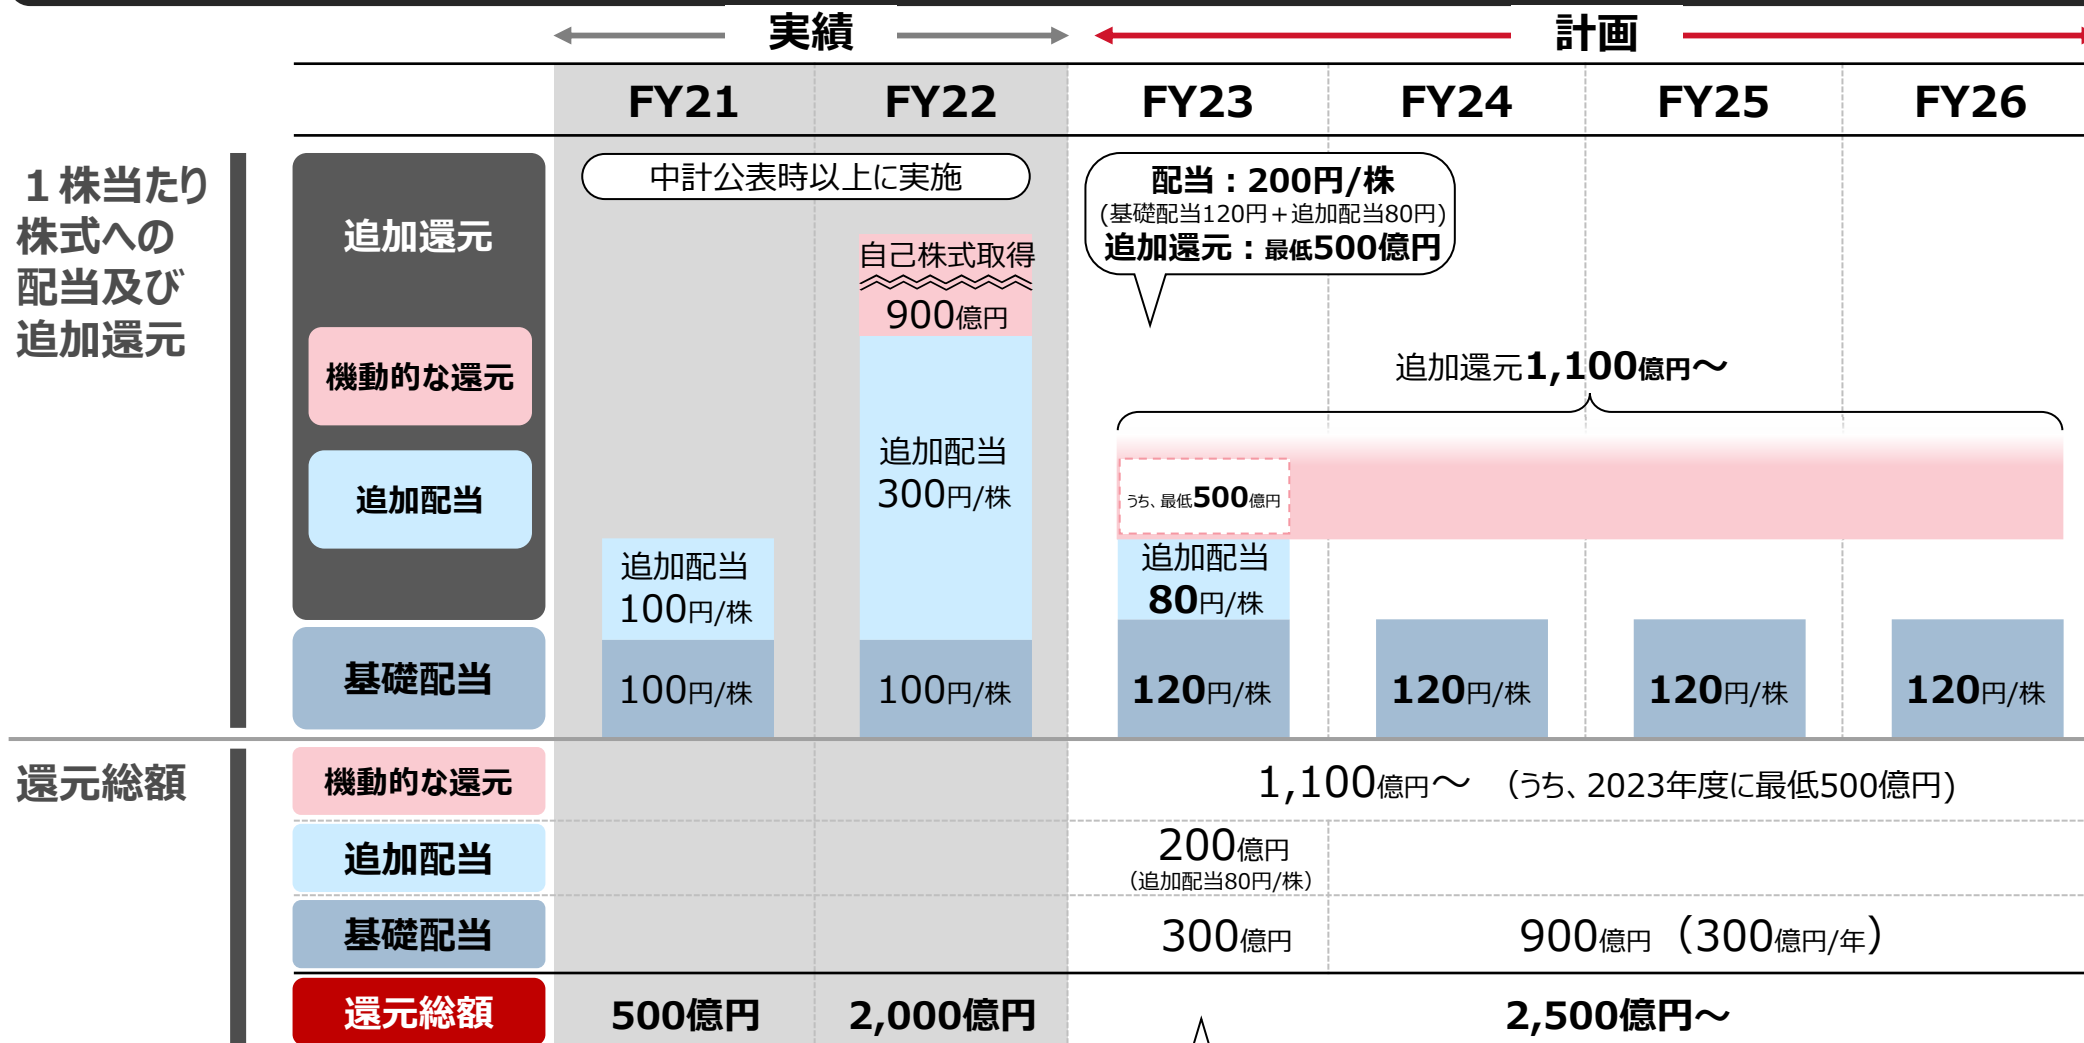 実績
計画
FY21
FY22
FY23
FY24
FY25
FY26
１株当たり
株式への
配当及び
追加還元
追加還元
機動的な還元
追加配当
基礎配当
中計公表時以上に実施
自己株式取得
900億円
追加配当
300円/株
追加配当
100円/株
100円/株
100円/株
配当：200円/株
(基礎配当120円＋追加配当80円)
追加還元：最低500億円
追加還元1,100億円～
うち、最低500億円
追加配当
80円/株
120円/株
120円/株
120円/株
120円/株
還元総額
機動的な還元
1,100億円～ （うち、2023年度に最低500億円)
追加配当
200億円
（追加配当80円/株）
基礎配当
300億円
900億円（300億円/年）
還元総額
500億円
2,000億円
2,500億円～